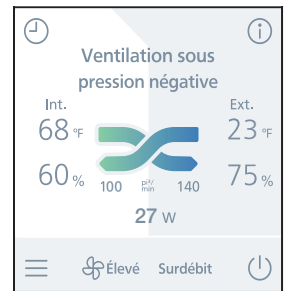 Ventilation sous
pression négative
Int.
Ext.
68 °F
23 °F
60 %
100
pi³/
min
140
75 %
27 W
Élevé
Surdébit